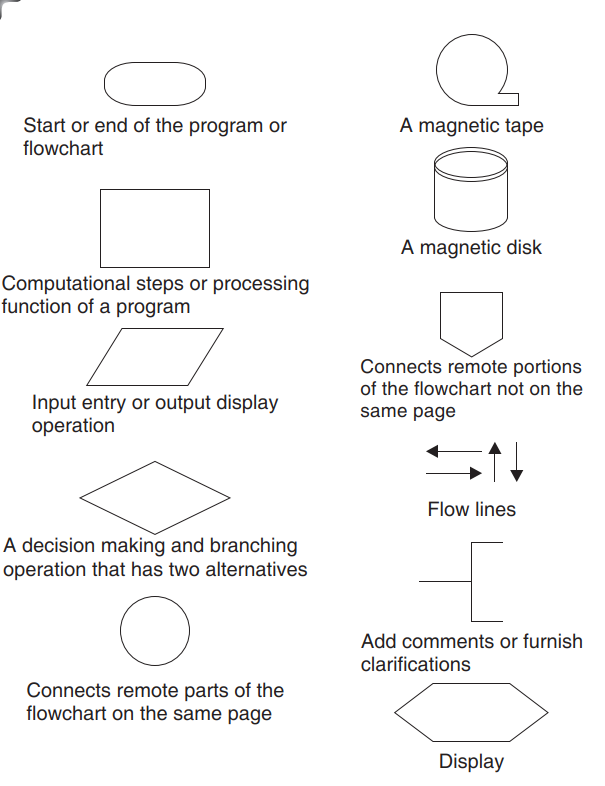 Start or end of the program or
flowchart
Computational steps or processing
function of a program
Input entry or output display
operation
A decision making and branching
operation that has two alternatives
Connects remote parts of the
flowchart on the same page
A magnetic tape
A magnetic disk
Connects remote portions
of the flowchart not on the
same page
Flow lines
Add comments or furnish
clarifications
Display